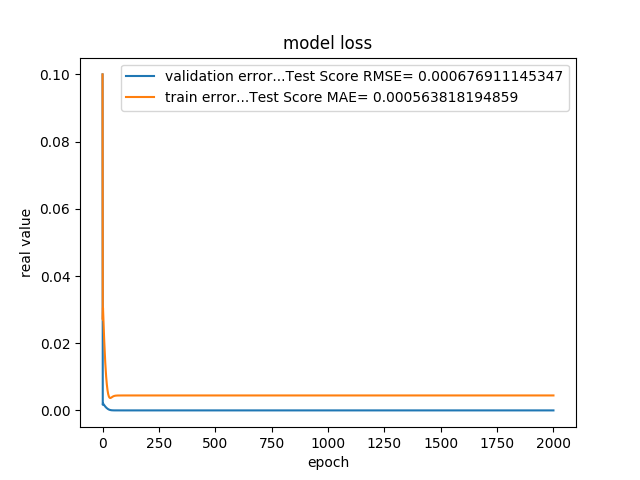 model loss
validation error...Test Score RMSE= 0.000676911145347
train error...Test Score MAE= 0.000563818194859
0.10
0.08
0.06
0.04
0.02
0.00
real value
0 250 500 750 1000 1250 1500 1750 2000
epoch